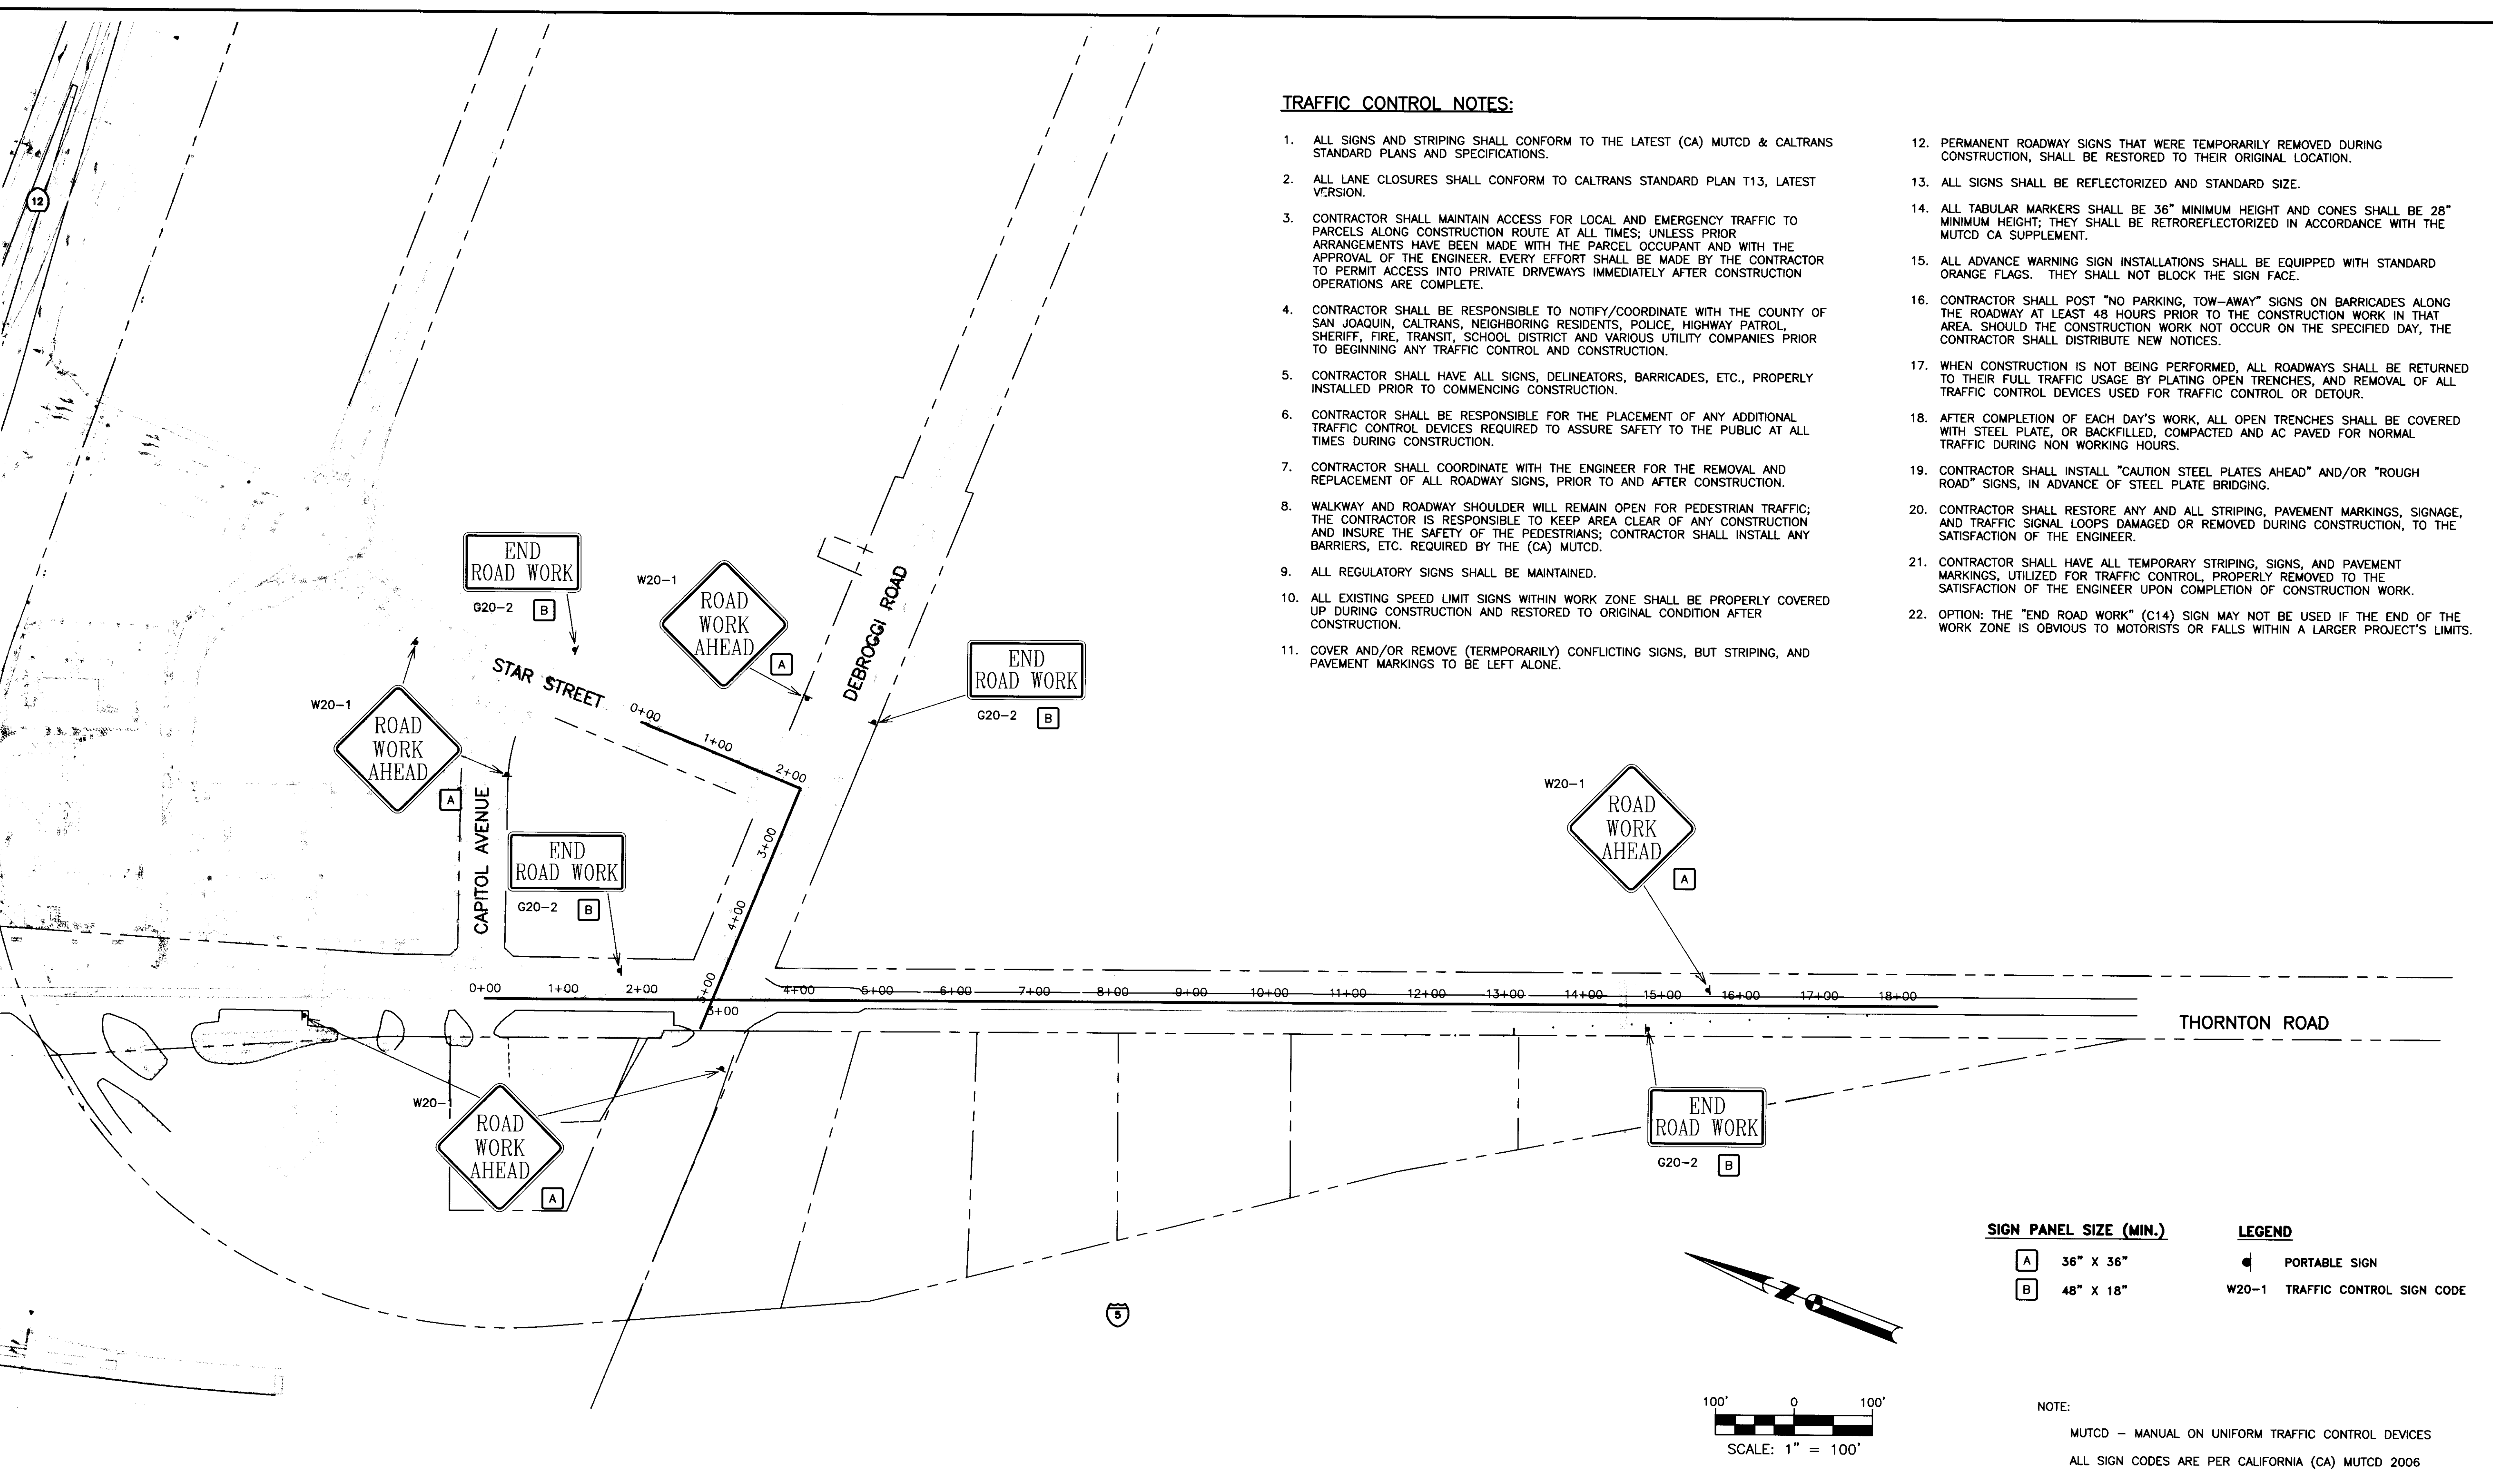 TRAFFIC CONTROL NOTES:
1. ALL SIGNS AND STRIPING SHALL CONFORM TO THE LATEST (CA) MUTCD & CALTRANS
STANDARD PLANS AND SPECIFICATIONS.
2. ALL LANE CLOSURES SHALL CONFORM TO CALTRANS STANDARD PLAN T13, LATEST
VERSION.
3. CONTRACTOR SHALL MAINTAIN ACCESS FOR LOCAL AND EMERGENCY TRAFFIC TO
PARCELS ALONG CONSTRUCTION ROUTE AT ALL TIMES; UNLESS PRIOR
ARRANGEMENTS HAVE BEEN MADE WITH THE PARCEL OCCUPANT AND WITH THE
APPROVAL OF THE ENGINEER. EVERY EFFORT SHALL BE MADE BY THE CONTRACTOR
TO PERMIT ACCESS INTO PRIVATE DRIVEWAYS IMMEDIATELY AFTER CONSTRUCTION
OPERATIONS ARE COMPLETE.
4. CONTRACTOR SHALL BE RESPONSIBLE TO NOTIFY/COORDINATE WITH THE COUNTY OF
SAN JOAQUIN, CALTRANS, NEIGHBORING RESIDENTS, POLICE, HIGHWAY PATROL,
SHERIFF, FIRE, TRANSIT, SCHOOL DISTRICT AND VARIOUS UTILITY COMPANIES PRIOR
TO BEGINNING ANY TRAFFIC CONTROL AND CONSTRUCTION.
5. CONTRACTOR SHALL HAVE ALL SIGNS, DELINEATORS, BARRICADES, ETC., PROPERLY
INSTALLED PRIOR TO COMMENCING CONSTRUCTION.
6. CONTRACTOR SHALL BE RESPONSIBLE FOR THE PLACEMENT OF ANY ADDITIONAL
TRAFFIC CONTROL DEVICES REQUIRED TO ASSURE SAFETY TO THE PUBLIC AT ALL
TIMES DURING CONSTRUCTION.
7. CONTRACTOR SHALL COORDINATE WITH THE ENGINEER FOR THE REMOVAL AND
REPLACEMENT OF ALL ROADWAY SIGNS, PRIOR TO AND AFTER CONSTRUCTION.
8. WALKWAY AND ROADWAY SHOULDER WILL REMAIN OPEN FOR PEDESTRIAN TRAFFIC;
THE CONTRACTOR IS RESPONSIBLE TO KEEP AREA CLEAR OF ANY CONSTRUCTION
AND INSURE THE SAFETY OF THE PEDESTRIANS; CONTRACTOR SHALL INSTALL ANY
BARRIERS, ETC. REQUIRED BY THE (CA) MUTCD.
9. ALL REGULATORY SIGNS SHALL BE MAINTAINED.
10. ALL EXISTING SPEED LIMIT SIGNS WITHIN WORK ZONE SHALL BE PROPERLY COVERED
UP DURING CONSTRUCTION AND RESTORED TO ORIGINAL CONDITION AFTER
CONSTRUCTION.
11. COVER AND/OR REMOVE (TERMPORARILY) CONFLICTING SIGNS, BUT STRIPING, AND
PAVEMENT MARKINGS TO BE LEFT ALONE.
12. PERMANENT ROADWAY SIGNS THAT WERE TEMPORARILY REMOVED DURING
CONSTRUCTION, SHALL BE RESTORED TO THEIR ORIGINAL LOCATION.
13. ALL SIGNS SHALL BE REFLECTORIZED AND STANDARD SIZE.
14. ALL TABULAR MARKERS SHALL BE 36" MINIMUM HEIGHT AND CONES SHALL BE 28"
MINIMUM HEIGHT; THEY SHALL BE RETROREFLECTORIZED IN ACCORDANCE WITH THE
MUTCD CA SUPPLEMENT.
15. ALL ADVANCE WARNING SIGN INSTALLATIONS SHALL BE EQUIPPED WITH STANDARD
ORANGE FLAGS. THEY SHALL NOT BLOCK THE SIGN FACE.
16. CONTRACTOR SHALL POST "NO PARKING, TOW-AWAY" SIGNS ON BARRICADES ALONG
THE ROADWAY AT LEAST 48 HOURS PRIOR TO THE CONSTRUCTION WORK IN THAT
AREA. SHOULD THE CONSTRUCTION WORK NOT OCCUR ON THE SPECIFIED DAY, THE
CONTRACTOR SHALL DISTRIBUTE NEW NOTICES.
17. WHEN CONSTRUCTION IS NOT BEING PERFORMED, ALL ROADWAYS SHALL BE RETURNED
TO THEIR FULL TRAFFIC USAGE BY PLATING OPEN TRENCHES, AND REMOVAL OF ALL
TRAFFIC CONTROL DEVICES USED FOR TRAFFIC CONTROL OR DETOUR.
18. AFTER COMPLETION OF EACH DAY'S WORK, ALL OPEN TRENCHES SHALL BE COVERED
WITH STEEL PLATE, OR BACKFILLED, COMPACTED AND AC PAVED FOR NORMAL
TRAFFIC DURING NON WORKING HOURS.
19. CONTRACTOR SHALL INSTALL "CAUTION STEEL PLATES AHEAD" AND/OR "ROUGH
ROAD" SIGNS, IN ADVANCE OF STEEL PLATE BRIDGING.
20. CONTRACTOR SHALL RESTORE ANY AND ALL STRIPING, PAVEMENT MARKINGS, SIGNAGE,
AND TRAFFIC SIGNAL LOOPS DAMAGED OR REMOVED DURING CONSTRUCTION, TO THE
SATISFACTION OF THE ENGINEER.
21. CONTRACTOR SHALL HAVE ALL TEMPORARY STRIPING, SIGNS, AND PAVEMENT
MARKINGS, UTILIZED FOR TRAFFIC CONTROL, PROPERLY REMOVED TO THE
SATISFACTION OF THE ENGINEER UPON COMPLETION OF CONSTRUCTION WORK.
22. OPTION: THE "END ROAD WORK" (C14) SIGN MAY NOT BE USED IF THE END OF THE
WORK ZONE IS OBVIOUS TO MOTORISTS OR FALLS WITHIN A LARGER PROJECT'S LIMITS.
12
END
ROAD WORK
G20-2 B
W20-1
ROAD
WORK
AHEAD
A
DEBROGGI ROAD
END
ROAD WORK
G20-2 B
STAR STREET
W20-1
ROAD
WORK
AHEAD
A
0+00
1+00
2+00
3+00
4+00
5+00
CAPITOL AVENUE
END
ROAD WORK
G20-2 B
W20-1
ROAD
WORK
AHEAD
A
0+00 1+00 2+00 4+00 5+00 6+00 7+00 8+00 9+00 10+00 11+00 12+00 13+00 14+00 15+00 16+00 17+00 18+00
THORNTON ROAD
W20-1
ROAD
WORK
AHEAD
A
END
ROAD WORK
G20-2 B
5
SIGN PANEL SIZE (MIN.)
A 36" X 36"
B 48" X 18"
LEGEND
PORTABLE SIGN
W20-1 TRAFFIC CONTROL SIGN CODE
100' 0 100'
SCALE: 1" = 100'
NOTE:
MUTCD - MANUAL ON UNIFORM TRAFFIC CONTROL DEVICES
ALL SIGN CODES ARE PER CALIFORNIA (CA) MUTCD 2006